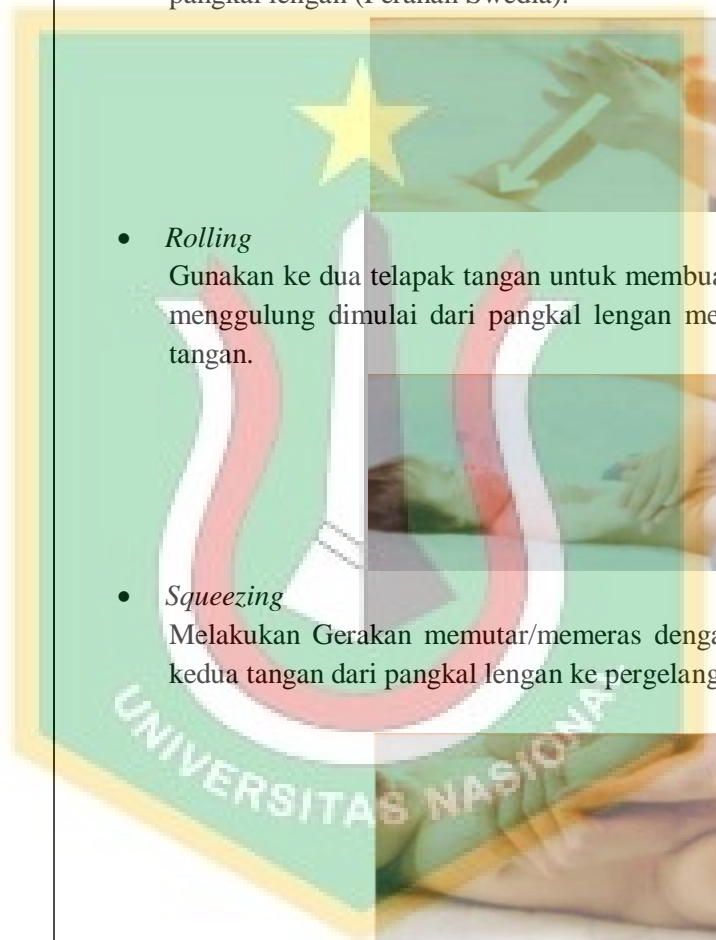 pangkal lengan (Perahan Swedia).
• Rolling
Gunakan ke dua telapak tangan untuk membua
menggulung dimulai dari pangkal lengan me
tangan.
• Squeezing
Melakukan Gerakan memutar/memeras denga
kedua tangan dari pangkal lengan ke pergelang
UNIVERSITAS NASIONAL